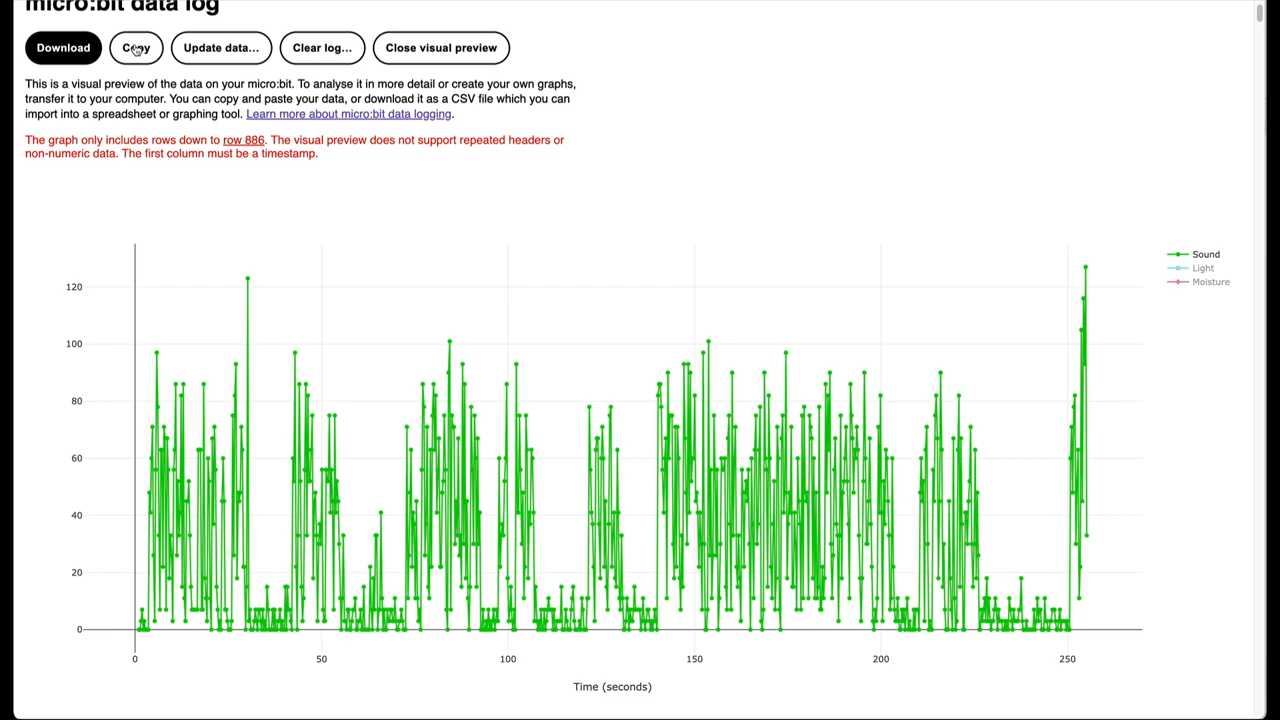 micro:bit data log
Download
Copy
Update data...
Clear log...
Close visual preview
This is a visual preview of the data on your micro:bit. To analyse it in more detail or create your own graphs,
transfer it to your computer. You can copy and paste your data, or download it as a CSV file which you can
import into a spreadsheet or graphing tool. Learn more about micro:bit data logging.
The graph only includes rows down to row 886. The visual preview does not support repeated headers or
non-numeric data. The first column must be a timestamp.
Sound
Light
Moisture
120
100
80
60
40
20
0
0 50 100 150 200 250
Time (seconds)